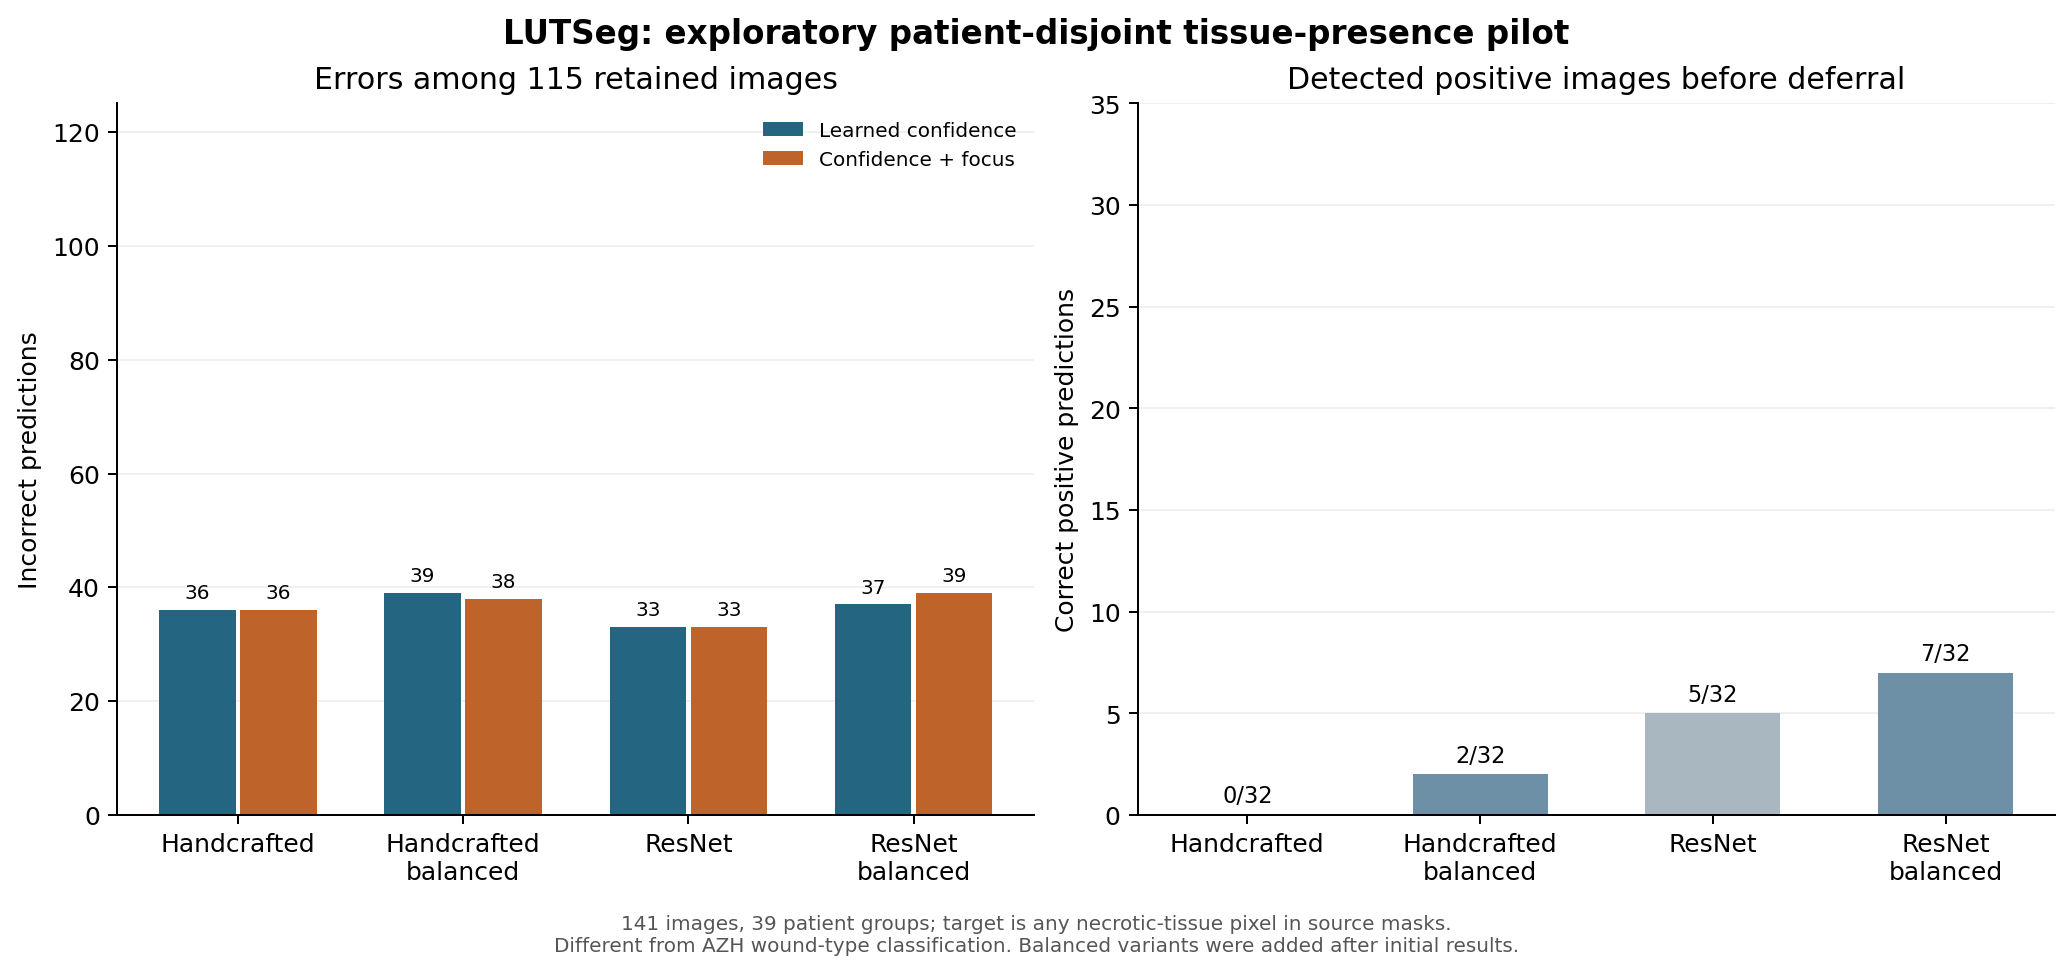 LUTSeg: exploratory patient-disjoint tissue-presence pilot
Errors among 115 retained images
Incorrect predictions
120
100
80
60
40
20
0
Learned confidence
Confidence + focus
36
36
39
38
33
33
37
39
Handcrafted
Handcrafted
balanced
ResNet
ResNet
balanced
Detected positive images before deferral
Correct positive predictions
35
30
25
20
15
10
5
0
0/32
2/32
5/32
7/32
Handcrafted
Handcrafted
balanced
ResNet
ResNet
balanced
141 images, 39 patient groups; target is any necrotic-tissue pixel in source masks.
Different from AZH wound-type classification. Balanced variants were added after initial results.